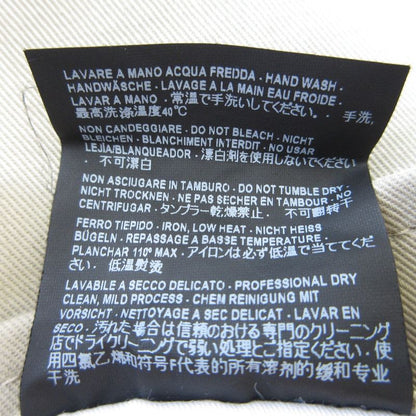 LAVARE A MANO ACQUA FREDDA · HAND WASH ·
HANDWÄSCHE · LAVAGE A LA MAIN EAU FROIDE ·
LAVAR A MANO · 常温で手洗いしてください。· 手洗,
最高洗涤温度40℃
NON CANDEGGIARE · DO NOT BLEACH · NICHT
BLEICHEN · BLANCHIMENT INTERDIT · NO USAR
LEJIA/BLANQUEADOR · 漂白剤を使用しないでください
· 不可漂白
NON ASCIUGARE IN TAMBURO · DO NOT TUMBLE DRY
NICHT TROCKNEN · NE PAS SECHER EN TAMBOUR · NO
CENTRIFUGAR · タンブラー乾燥禁止 · 不可翻转干
FERRO TIEPIDO · IRON, LOW HEAT · NICHT HEISS
BÜGELN · REPASSAGE A BASSE TEMPERATURE ·
PLANCHAR 110° MAX · アイロンは必ず低温で当ててくだ
さい · 低温熨烫
LAVABILE A SECCO DELICATO · PROFESSIONAL DRY
CLEAN, MILD PROCESS · CHEM REINIGUNG MIT
VORSICHT · NETTOYAGE A SEC DELICAT · LAVAR EN
SECO · 汚れた場合は信頼のおける専門のクリーニング
店でドライクリーニングで弱い処理とご指定ください · 使
用四氯乙烯和符号F代表的所有溶剂的缓和专业
干洗